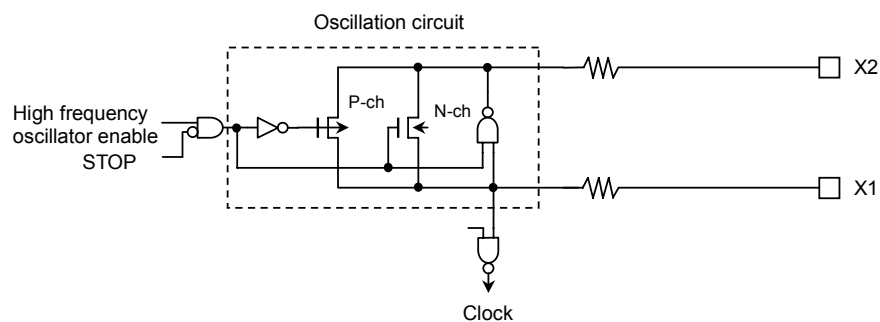 Oscillation circuit
X2
P-ch
N-ch
High frequency
oscillator enable
STOP
X1
Clock